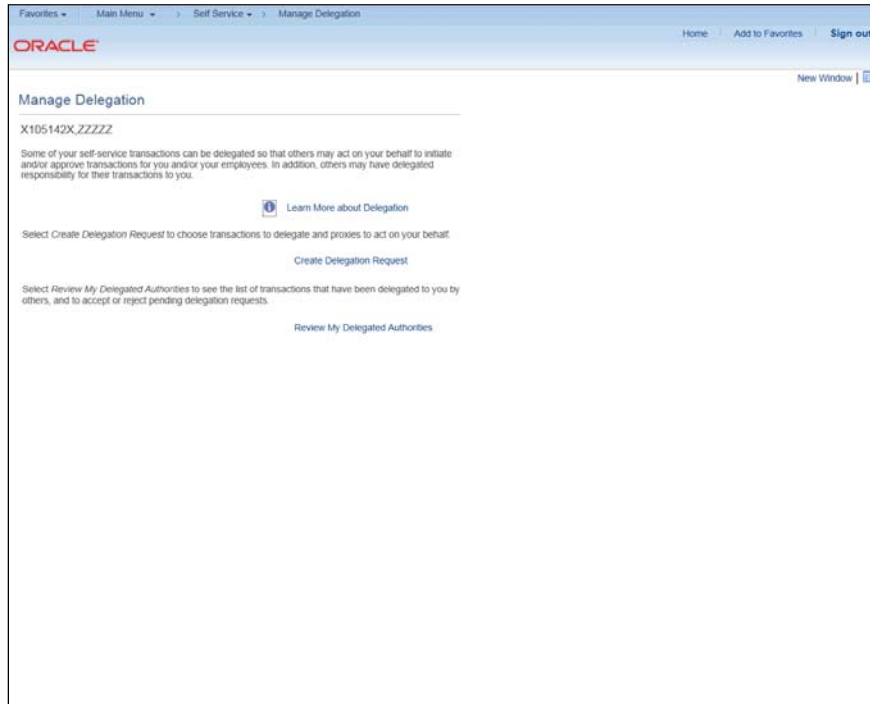 Favorites Main Menu > Self Service > Manage Delegation
ORACLE
Home Add to Favorites Sign out
New Window |
Manage Delegation
X105142X,ZZZZZ
Some of your self-service transactions can be delegated so that others may act on your behalf to initiate
and/or approve transactions for you and/or your employees. In addition, others may have delegated
responsibility for their transactions to you.
Learn More about Delegation
Select Create Delegation Request to choose transactions to delegate and proxies to act on your behalf.
Create Delegation Request
Select Review My Delegated Authorities to see the list of transactions that have been delegated to you by
others, and to accept or reject pending delegation requests.
Review My Delegated Authorities